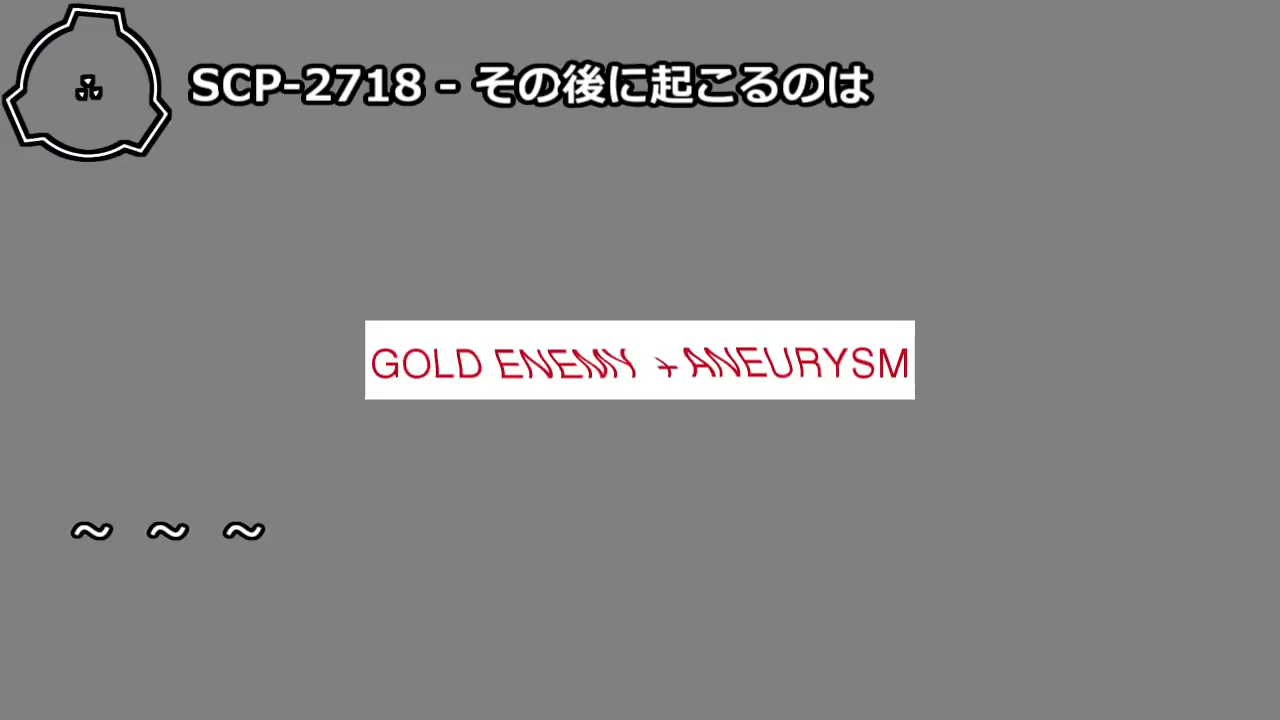 SCP-2718 - その後に起こるのは
GOLD ENEMY + ANEURYSM
～ ～ ～